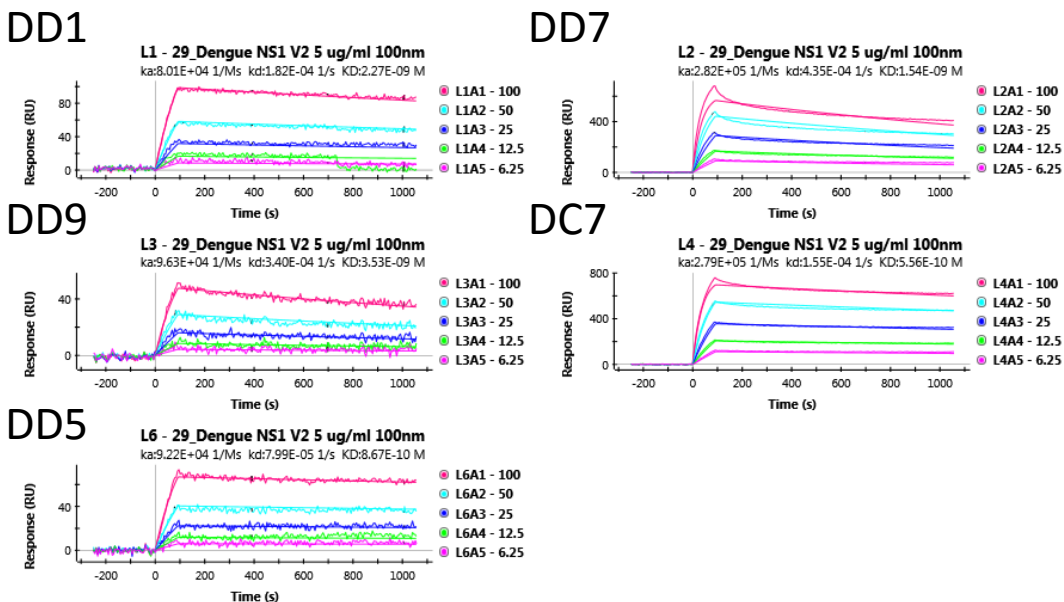 DD1
L1 - 29_Dengue NS1 V2 5 ug/ml 100nm
ka:8.01E+04 1/Ms kd:1.82E-04 1/s KD:2.27E-09 M
Response (RU)
80
40
0
-200 0 200 400 600 800 1000
Time (s)
L1A1 - 100
L1A2 - 50
L1A3 - 25
L1A4 - 12.5
L1A5 - 6.25
DD7
L2 - 29_Dengue NS1 V2 5 ug/ml 100nm
ka:2.82E+05 1/Ms kd:4.35E-04 1/s KD:1.54E-09 M
Response (RU)
400
0
-200 0 200 400 600 800 1000
Time (s)
L2A1 - 100
L2A2 - 50
L2A3 - 25
L2A4 - 12.5
L2A5 - 6.25
DD9
L3 - 29_Dengue NS1 V2 5 ug/ml 100nm
ka:9.63E+04 1/Ms kd:3.40E-04 1/s KD:3.53E-09 M
Response (RU)
40
0
-200 0 200 400 600 800 1000
Time (s)
L3A1 - 100
L3A2 - 50
L3A3 - 25
L3A4 - 12.5
L3A5 - 6.25
DC7
L4 - 29_Dengue NS1 V2 5 ug/ml 100nm
ka:2.79E+05 1/Ms kd:1.55E-04 1/s KD:5.56E-10 M
Response (RU)
800
400
0
-200 0 200 400 600 800 1000
Time (s)
L4A1 - 100
L4A2 - 50
L4A3 - 25
L4A4 - 12.5
L4A5 - 6.25
DD5
L6 - 29_Dengue NS1 V2 5 ug/ml 100nm
ka:9.22E+04 1/Ms kd:7.99E-05 1/s KD:8.67E-10 M
Response (RU)
40
0
-200 0 200 400 600 800 1000
Time (s)
L6A1 - 100
L6A2 - 50
L6A3 - 25
L6A4 - 12.5
L6A5 - 6.25